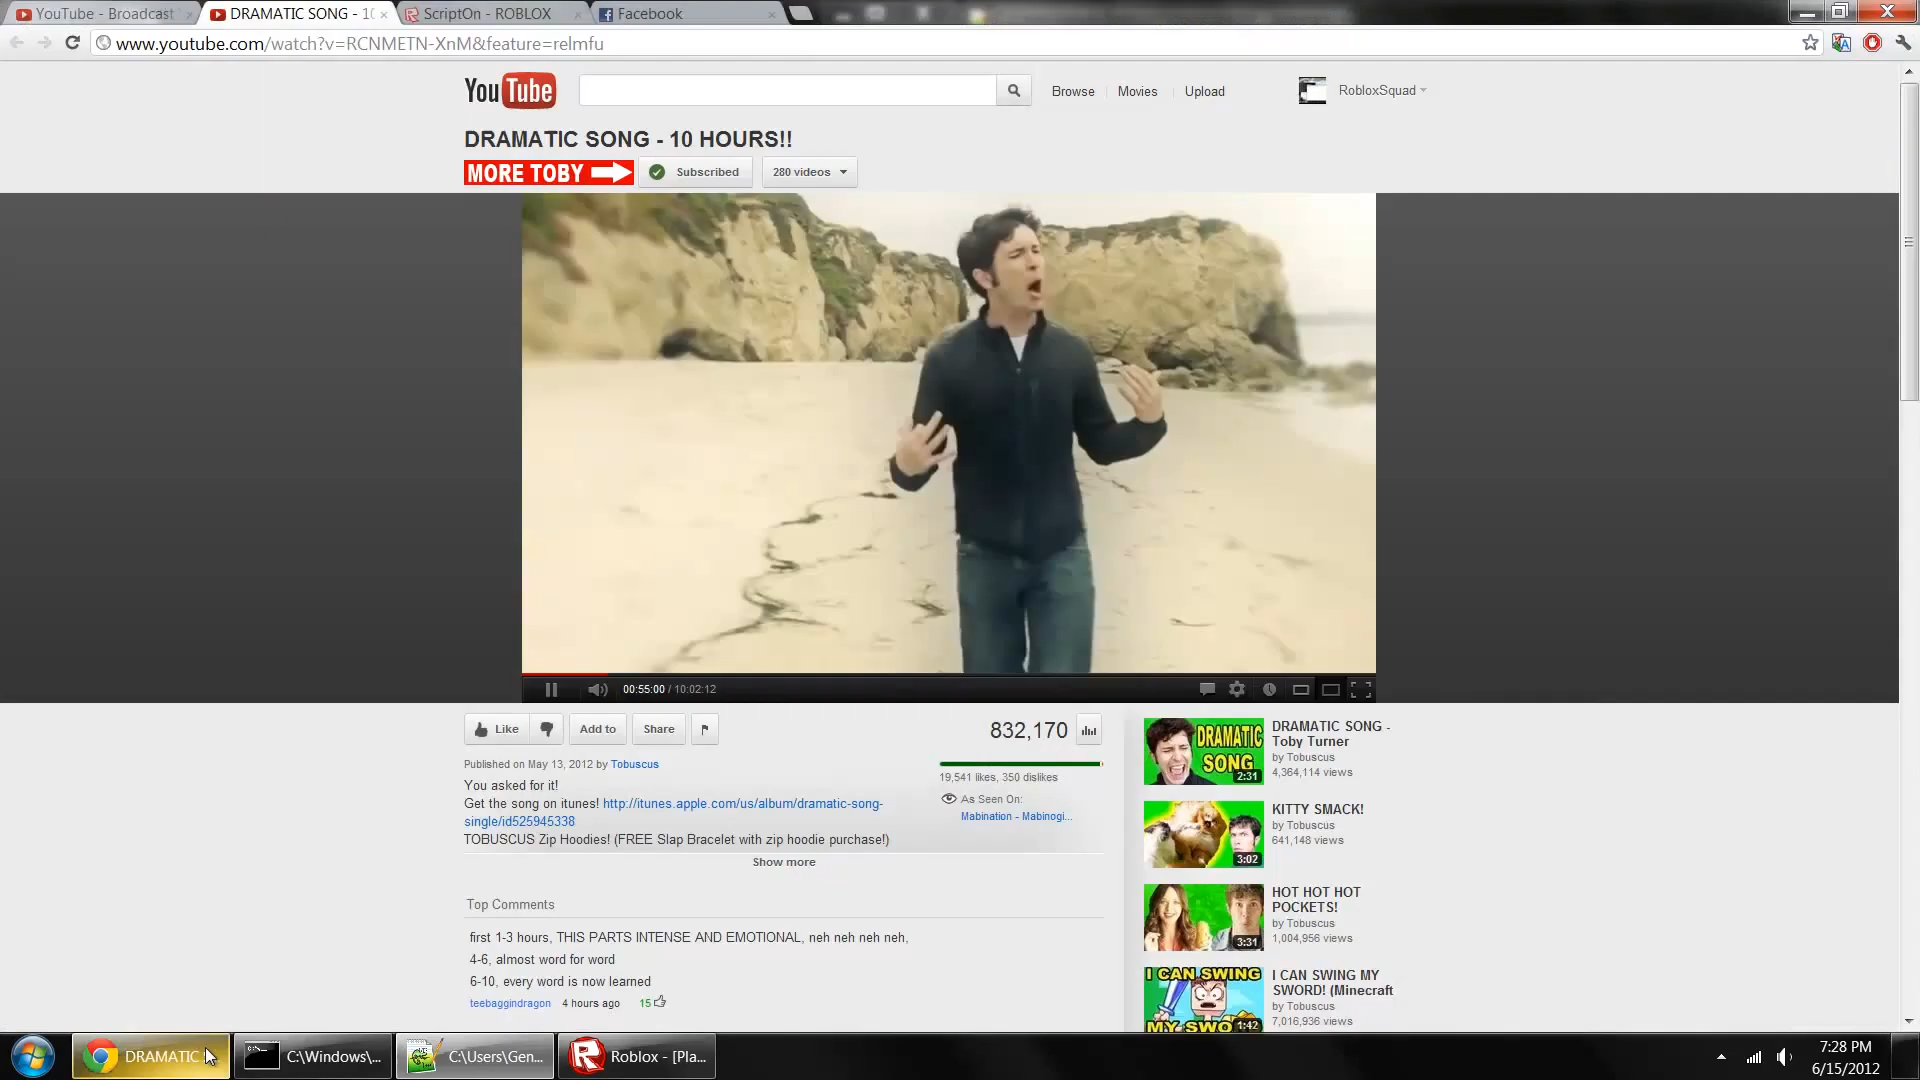 YouTube - Broadcast
DRAMATIC SONG - 10
ScriptOn - ROBLOX
Facebook
www.youtube.com/watch?v=RCNMETN-XnM&feature=relmfu
YouTube
Browse
Movies
Upload
RobloxSquad
DRAMATIC SONG - 10 HOURS!!
MORE TOBY
Subscribed
280 videos
00:55:00 / 10:02:12
Like
Add to
Share
832,170
Published on May 13, 2012 by Tobuscus
19,541 likes, 350 dislikes
You asked for it!
Get the song on itunes! http://itunes.apple.com/us/album/dramatic-song-
single/id525945338
TOBUSCUS Zip Hoodies! (FREE Slap Bracelet with zip hoodie purchase!)
As Seen On:
Mabination - Mabinogi...
Show more
Top Comments
first 1-3 hours, THIS PARTS INTENSE AND EMOTIONAL, neh neh neh neh,
4-6, almost word for word
6-10, every word is now learned
teebaggindragon 4 hours ago 15
DRAMATIC
SONG
2:31
DRAMATIC SONG -
Toby Turner
by Tobuscus
4,364,114 views
3:02
KITTY SMACK!
by Tobuscus
641,148 views
3:31
HOT HOT HOT
POCKETS!
by Tobuscus
1,004,956 views
I CAN SWING
MY SWO
1:42
I CAN SWING MY
SWORD! (Minecraft
by Tobuscus
7,016,936 views
DRAMATIC
C:\Windows\...
C:\Users\Gen...
Roblox - [Pla...
7:28 PM
6/15/2012